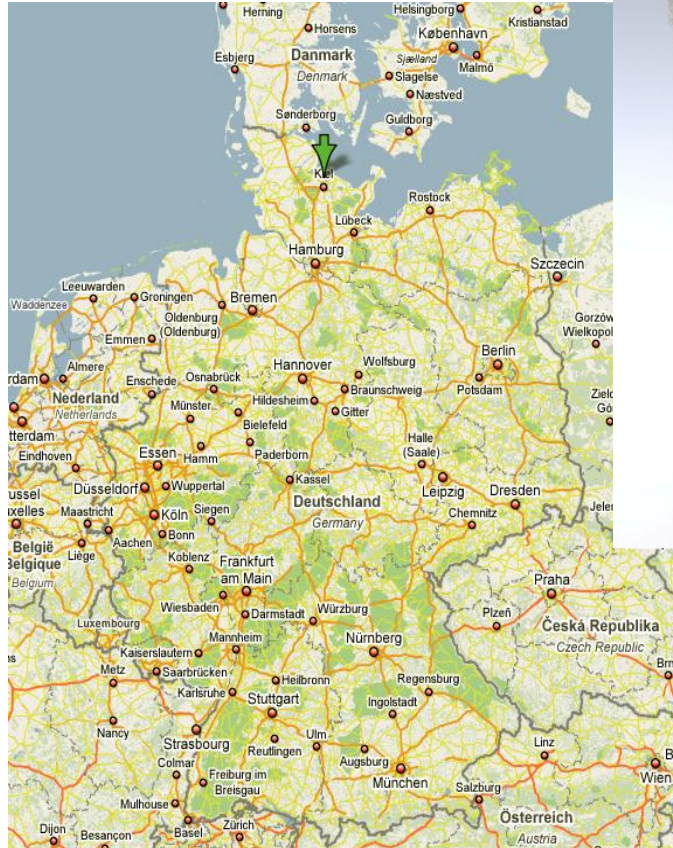 Herning
Helsingborg
Kristianstad
Horsens
København
Danmark
Denmark
Esbjerg
Sjælland
Malmö
Slagelse
Næstved
Sønderborg
Guldborg
Kiel
Rostock
Lübeck
Hamburg
Szczecin
Leeuwarden
Groningen
Bremen
Waddenzee
Oldenburg
(Oldenburg)
Emmen
Gorzów
Wielkopol
Berlin
Almere
Hannover
Wolfsburg
rdam
Enschede
Osnabrück
Braunschweig
Potsdam
Nederland
Netherlands
Hildesheim
Gitter
Zielo
Gó
Münster
Bielefeld
tterdam
Eindhoven
Essen
Hamm
Paderborn
Halle
(Saale)
Düsseldorf
Wuppertal
Kassel
Leipzig
Dresden
ussel
uxelles
Maastricht
Köln
Siegen
Deutschland
Germany
Chemnitz
Jeler
België
Belgique
Belgium
Liège
Aachen
Bonn
Koblenz
Frankfurt
am Main
Praha
Wiesbaden
Darmstadt
Würzburg
Plzeň
Česká Republika
Czech Republic
Luxembourg
Mannheim
Nürnberg
Kaiserslautern
Brn
Metz
Saarbrücken
Heilbronn
Regensburg
Karlsruhe
Stuttgart
Ingolstadt
Nancy
Strasbourg
Reutlingen
Ulm
Augsburg
Linz
Colmar
Freiburg im
Breisgau
München
Wien
Mulhouse
Salzburg
Österreich
Austria
Dijon
Besançon
Basel
Zürich